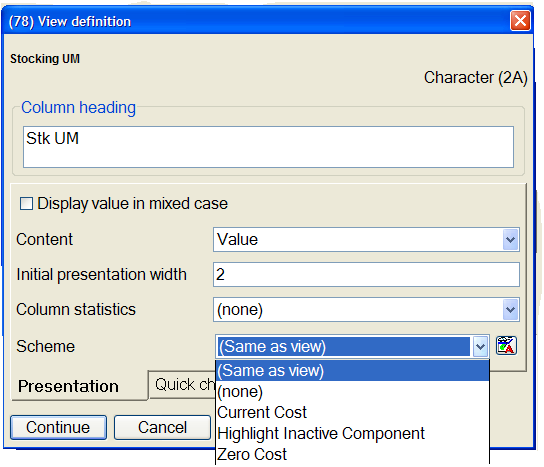 (78) View definition
Stocking UM
Character (2A)
Column heading
Stk UM
Display value in mixed case
Content Value
Initial presentation width 2
Column statistics (none)
Scheme (Same as view)
(Same as view)
(none)
Current Cost
Highlight Inactive Component
Zero Cost
Presentation Quick ch
Continue Cancel